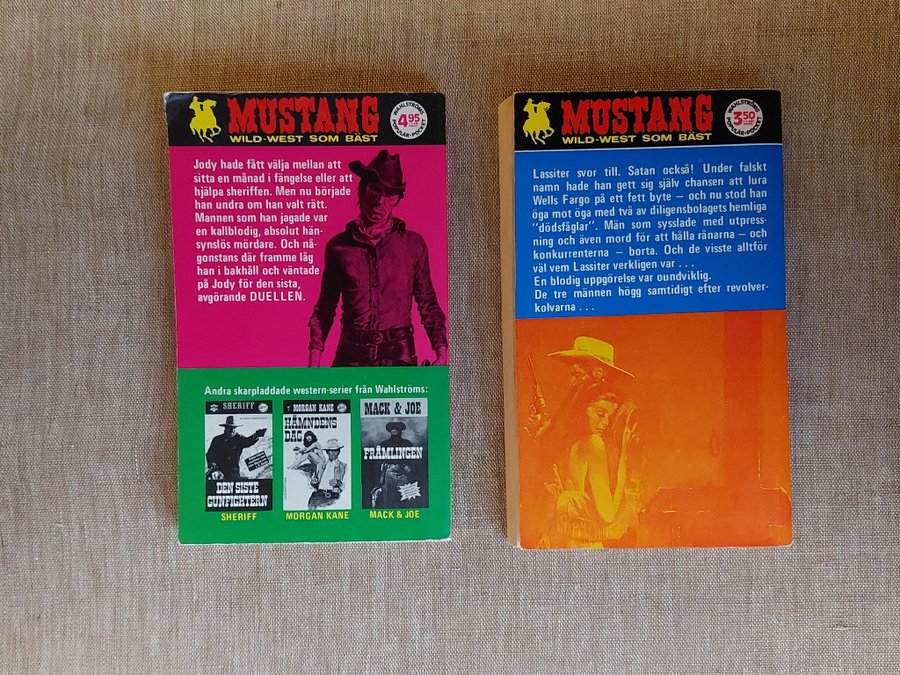 MUSTANG
WILD-WEST SOM BÄST
WAHLSTRÖMS
4.95
POPULÄR-POCKET
Jody hade fått välja mellan att
sitta en månad i fängelse eller att
hjälpa sheriffen. Men nu började
han undra om han valt rätt.
Mannen som han jagade var
en kallblodig, absolut hän-
synslös mördare. Och nå-
gonstans där framme låg
han i bakhåll och väntade
på Jody för den sista,
avgörande DUELLEN.
Andra skarpladdade western-serier från Wahlströms:
SHERIFF
DEN SISTE
GUNFIGHTERN
SHERIFF
MORGAN KANE
HÄMNDENS
DAG
MORGAN KANE
MACK & JOE
FRÄMLINGEN
MACK & JOE
MUSTANG
WILD-WEST SOM BÄST
WAHLSTRÖMS
3.50
POPULÄR-POCKET
Lassiter svor till. Satan också! Under falskt
namn hade han gett sig själv chansen att lura
Wells Fargo på ett fett byte – och nu stod han
öga mot öga med två av diligensbolagets hemliga
"dödsfåglar". Män som sysslade med utpress-
ning och även mord för att hålla rånarna – och
konkurrenterna – borta. Och de visste alltför
väl vem Lassiter verkligen var . . .
En blodig uppgörelse var oundviklig.
De tre männen högg samtidigt efter revolver-
kolvarna . . .